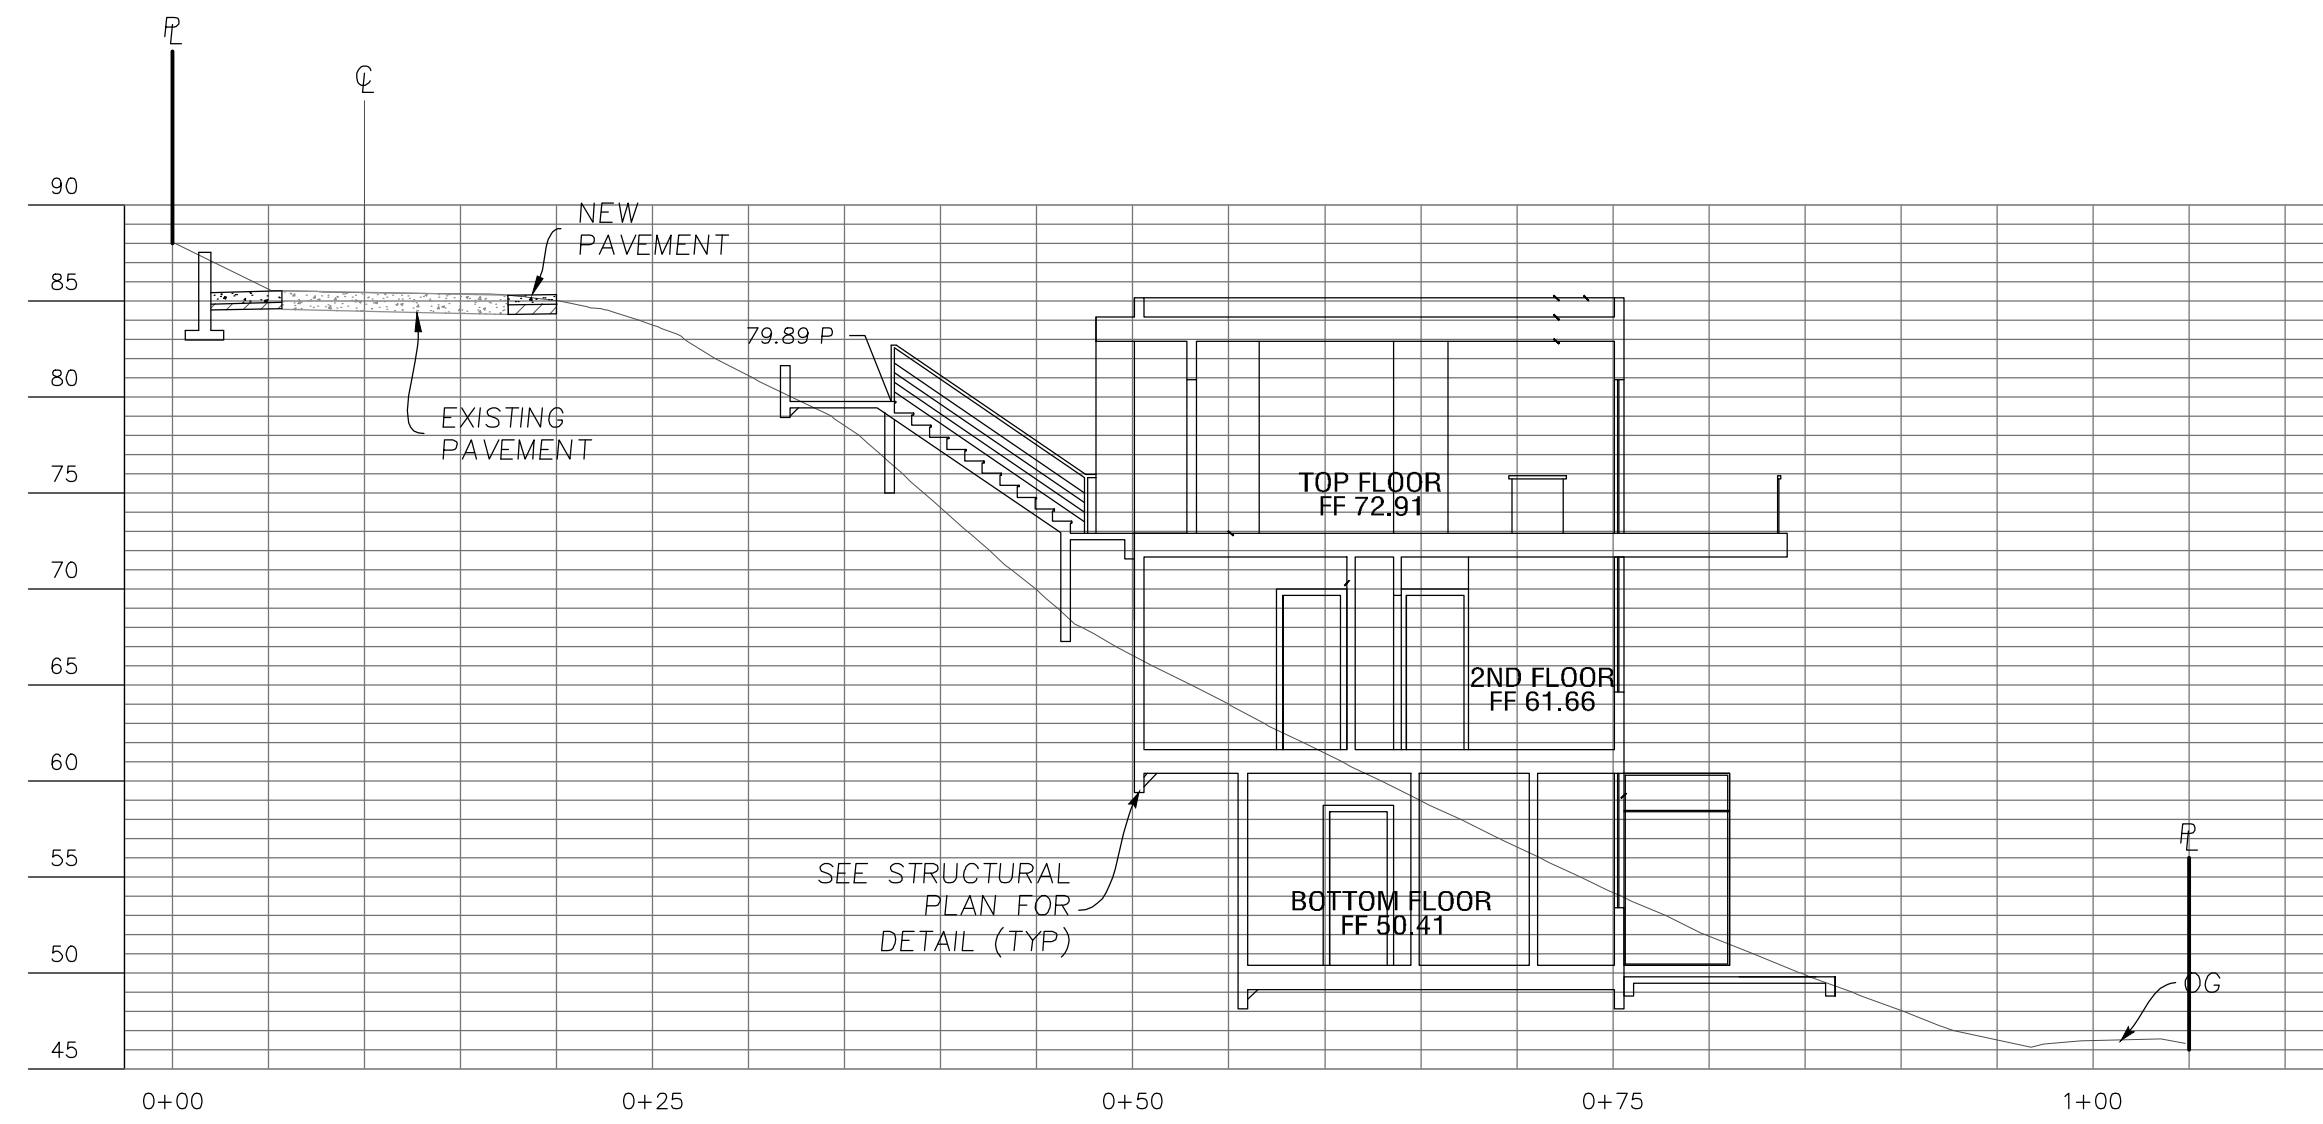 PL
CL
90
NEW
PAVEMENT
85
79.89 P
80
EXISTING
PAVEMENT
75
TOP FLOOR
FF 72.91
70
65
2ND FLOOR
FF 61.66
60
PL
55
SEE STRUCTURAL
PLAN FOR
DETAIL (TYP)
BOTTOM FLOOR
FF 50.41
50
OG
45
0+00
0+25
0+50
0+75
1+00